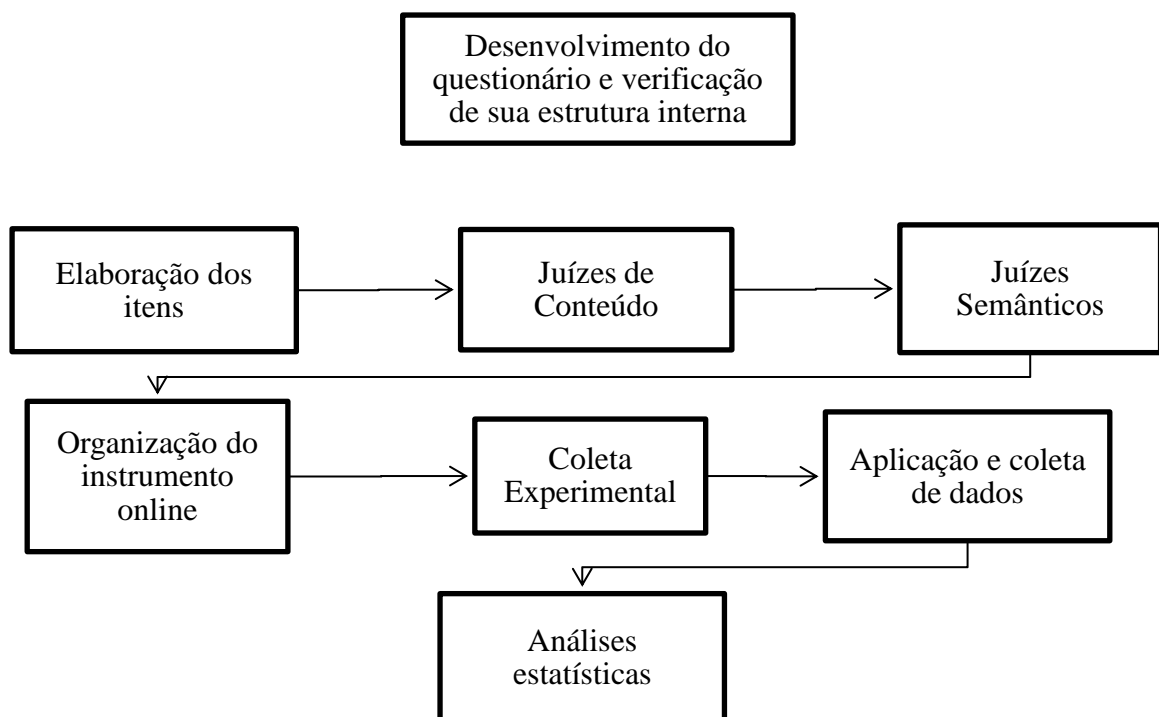 Desenvolvimento do
questionário e verificação
de sua estrutura interna
Elaboração dos
itens
Juízes de
Conteúdo
Juízes
Semânticos
Organização do
instrumento
online
Coleta
Experimental
Aplicação e coleta
de dados
Análises
estatísticas